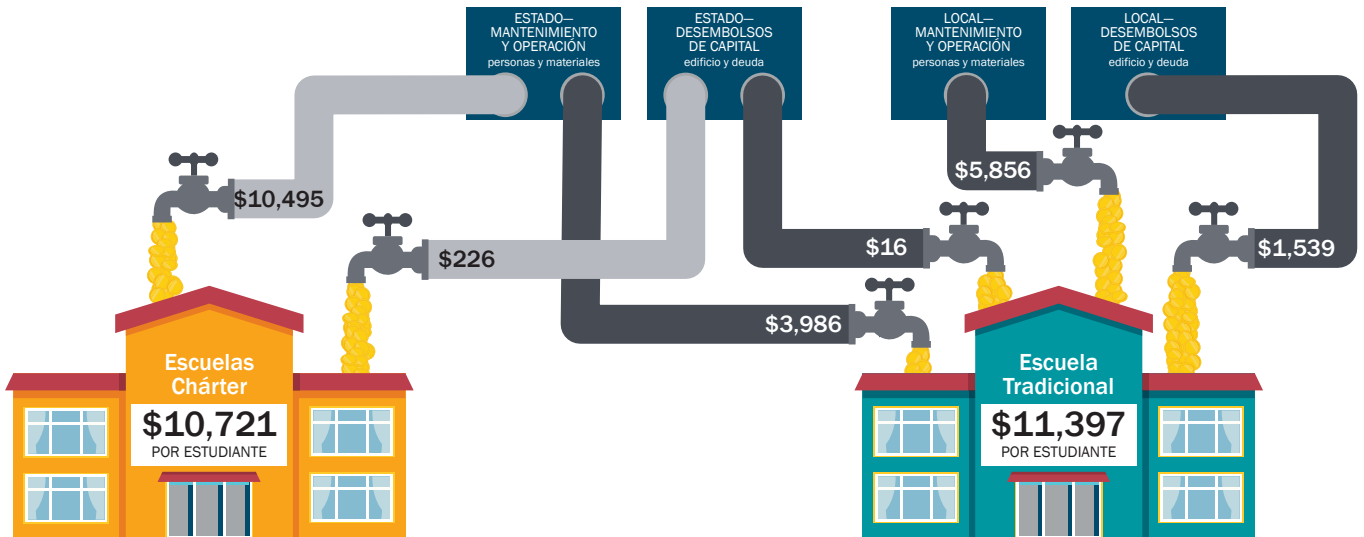 ESTADO—
MANTENIMIENTO
Y OPERACIÓN
personas y materiales
ESTADO—
DESEMBOLSOS
DE CAPITAL
edificio y deuda
LOCAL—
MANTENIMIENTO
Y OPERACIÓN
personas y materiales
LOCAL—
DESEMBOLSOS
DE CAPITAL
edificio y deuda
$10,495
$226
$5,856
$16
$1,539
$3,986
Escuelas
Chárter
$10,721
POR ESTUDIANTE
Escuela
Tradicional
$11,397
POR ESTUDIANTE